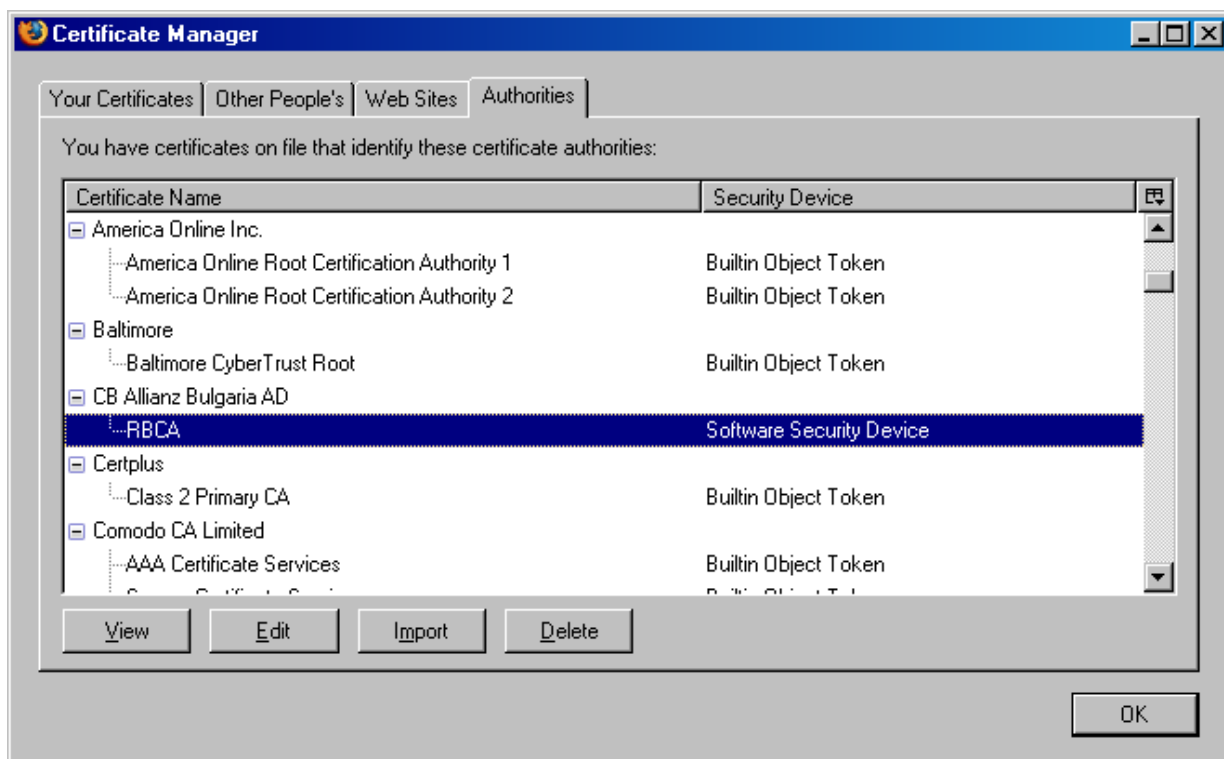 Certificate Manager
Your Certificates Other People's Web Sites Authorities
You have certificates on file that identify these certificate authorities:
Certificate Name Security Device
America Online Inc.
America Online Root Certification Authority 1 Builtin Object Token
America Online Root Certification Authority 2 Builtin Object Token
Baltimore
Baltimore CyberTrust Root Builtin Object Token
CB Allianz Bulgaria AD
RBCA Software Security Device
Certplus
Class 2 Primary CA Builtin Object Token
Comodo CA Limited
AAA Certificate Services Builtin Object Token
View Edit Import Delete
OK